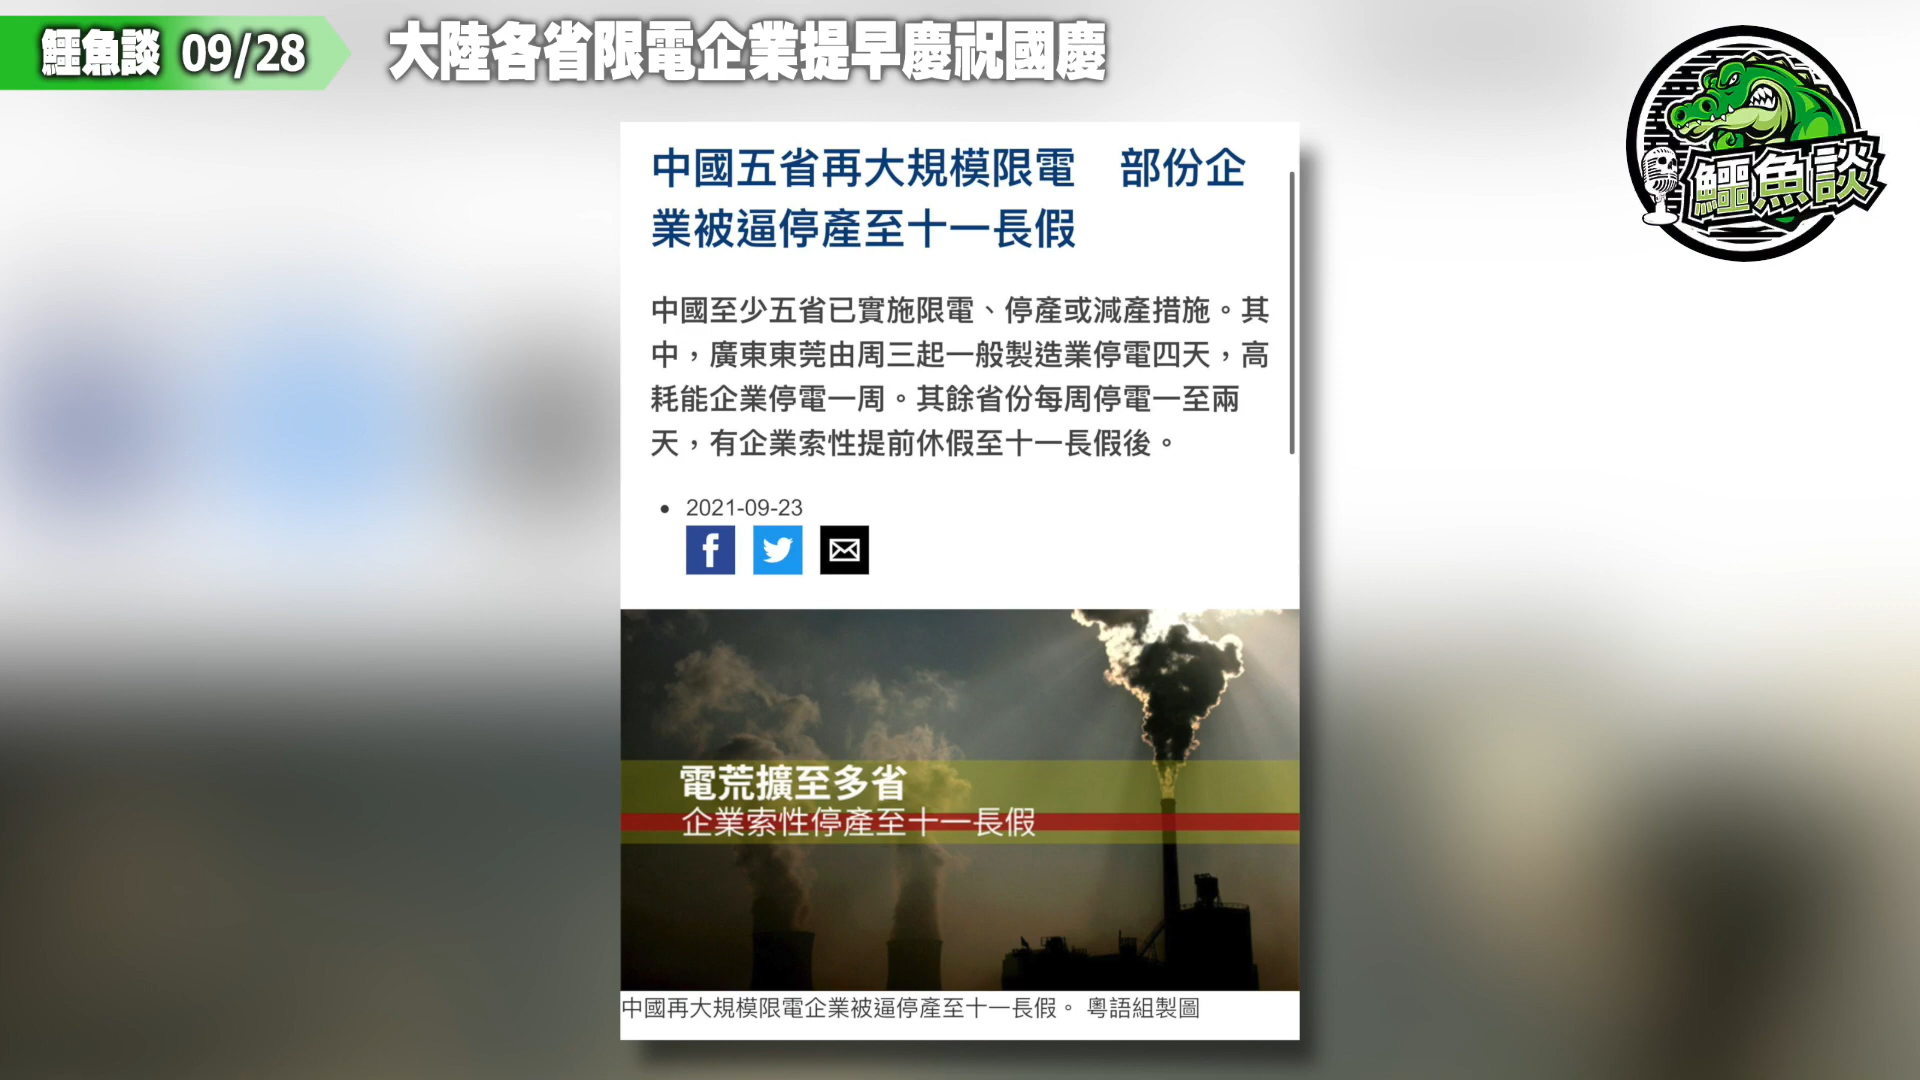 鱷魚談 09/28
大陸各省限電企業提早慶祝國慶
鱷魚談
中國五省再大規模限電 部份企
業被逼停產至十一長假
中國至少五省已實施限電、停產或減產措施。其
中，廣東東莞由周三起一般製造業停電四天，高
耗能企業停電一周。其餘省份每周停電一至兩
天，有企業索性提前休假至十一長假後。
2021-09-23
電荒擴至多省
企業索性停產至十一長假
中國再大規模限電企業被逼停產至十一長假。 粵語組製圖